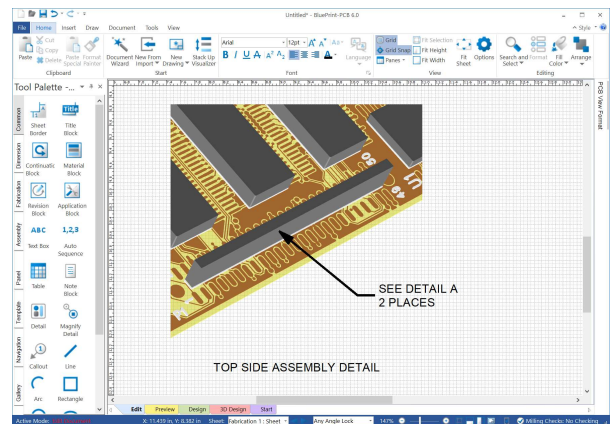 Untitled* - BluePrint-PCB 6.0
File Home Insert Draw Document Tools View
Style
Paste
Cut
Copy
Delete
Paste Special
Format Painter
Clipboard
Document Wizard
New From Import
New Drawing
Stack Up Visualizer
Start
Arial
12pt
B I U A
Language
Font
Grid
Grid Snap
Panes
Fit Selection
Fit Height
Fit Width
Fit Sheet
Options
View
Search and Select
Format
Fill Color
Arrange
Editing
Tool Palette -...
Common
Dimension
Fabrication
Assembly
Panel
Template
Navigation
Gallery
Sheet Border
Title
Title Block
Continuatic Block
Material Block
Revision Block
Application Block
ABC
1,2,3
Text Box
Auto Sequence
Table
Note Block
Detail
Magnify Detail
Callout
Line
Arc
Rectangle
PCB View Format
U1
49
SEE DETAIL A
2 PLACES
TOP SIDE ASSEMBLY DETAIL
Edit Preview Design 3D Design Start
Active Mode:
X: 11.439 in, Y: 8.382 in
Sheet: Fabrication 1 : Sheet
Any Angle Lock
147%
Milling Checks: No Checking